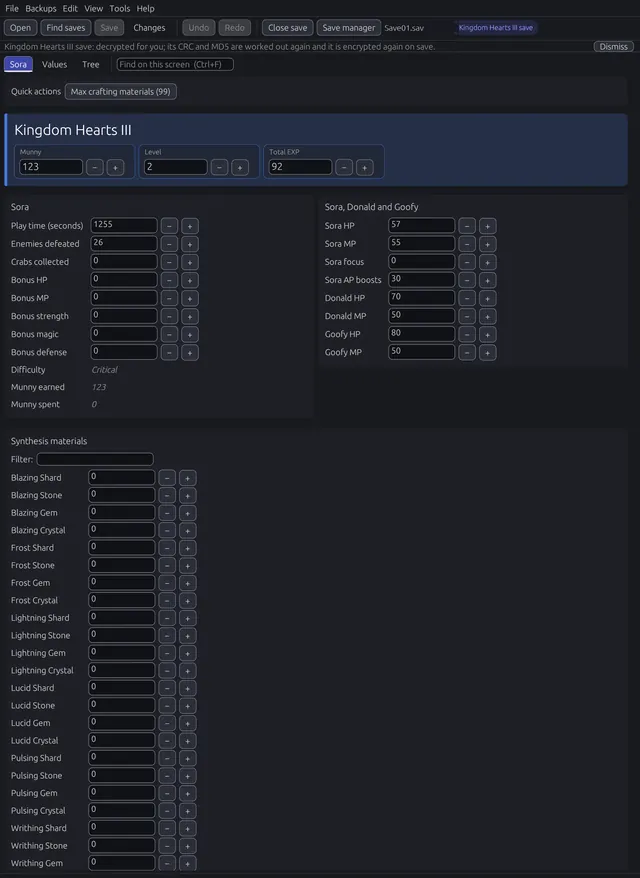 File Backups Edit View Tools Help
Open Find saves Save Changes Undo Redo Close save Save manager Save01.sav Kingdom Hearts III save
Kingdom Hearts III save: decrypted for you; its CRC and MD5 are worked out again and it is encrypted again on save. Dismiss
Sora Values Tree Find on this screen (Ctrl+F)
Quick actions Max crafting materials (99)
Kingdom Hearts III
Munny Level Total EXP
123 − + 2 − + 92 − +
Sora
Play time (seconds) 1255 − +
Enemies defeated 26 − +
Crabs collected 0 − +
Bonus HP 0 − +
Bonus MP 0 − +
Bonus strength 0 − +
Bonus magic 0 − +
Bonus defense 0 − +
Difficulty Critical
Munny earned 123
Munny spent 0
Sora, Donald and Goofy
Sora HP 57 − +
Sora MP 55 − +
Sora focus 0 − +
Sora AP boosts 30 − +
Donald HP 70 − +
Donald MP 50 − +
Goofy HP 80 − +
Goofy MP 50 − +
Synthesis materials
Filter:
Blazing Shard 0 − +
Blazing Stone 0 − +
Blazing Gem 0 − +
Blazing Crystal 0 − +
Frost Shard 0 − +
Frost Stone 0 − +
Frost Gem 0 − +
Frost Crystal 0 − +
Lightning Shard 0 − +
Lightning Stone 0 − +
Lightning Gem 0 − +
Lightning Crystal 0 − +
Lucid Shard 0 − +
Lucid Stone 0 − +
Lucid Gem 0 − +
Lucid Crystal 0 − +
Pulsing Shard 0 − +
Pulsing Stone 0 − +
Pulsing Gem 0 − +
Pulsing Crystal 0 − +
Writhing Shard 0 − +
Writhing Stone 0 − +
Writhing Gem 0 − +